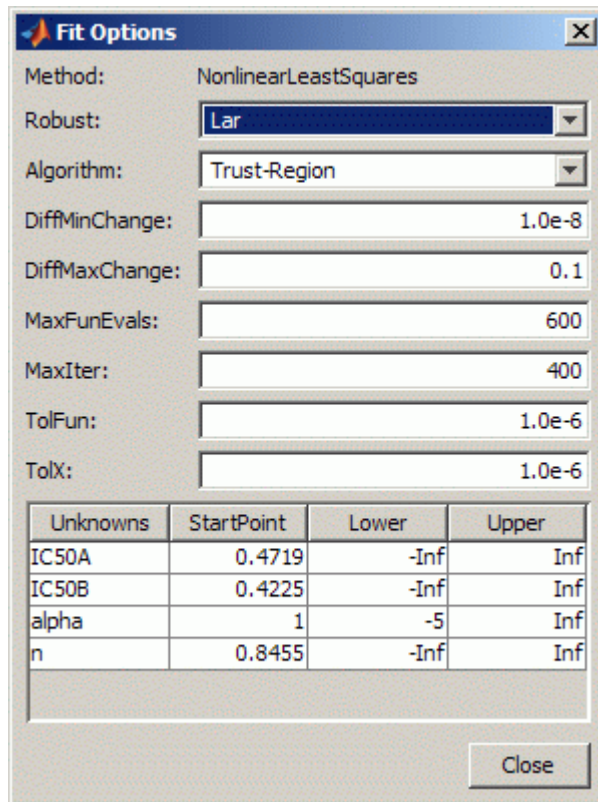 Fit Options
Method: NonlinearLeastSquares
Robust: Lar
Algorithm: Trust-Region
DiffMinChange: 1.0e-8
DiffMaxChange: 0.1
MaxFunEvals: 600
MaxIter: 400
TolFun: 1.0e-6
TolX: 1.0e-6
Unknowns StartPoint Lower Upper
IC50A 0.4719 -Inf Inf
IC50B 0.4225 -Inf Inf
alpha 1 -5 Inf
n 0.8455 -Inf Inf
Close